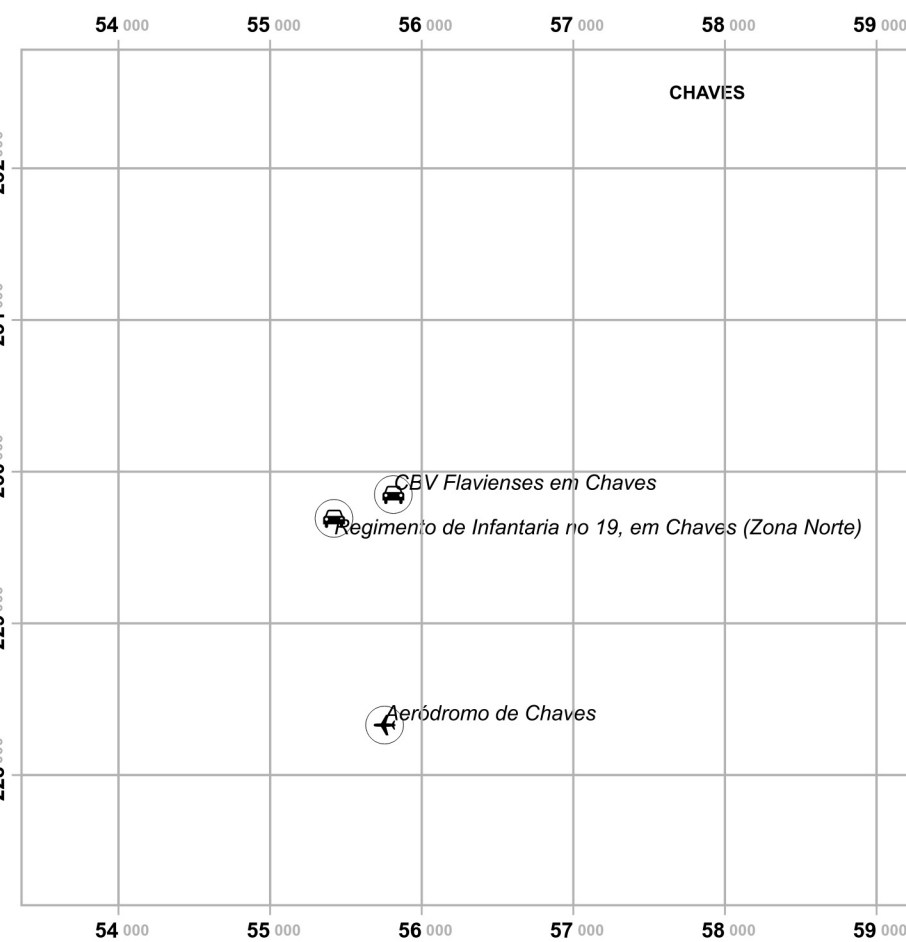 54 000 55 000 56 000 57 000 58 000 59 000
CHAVES
CBV Flavienses em Chaves
Regimento de Infantaria no 19, em Chaves (Zona Norte)
Aeródromo de Chaves
54 000 55 000 56 000 57 000 58 000 59 000